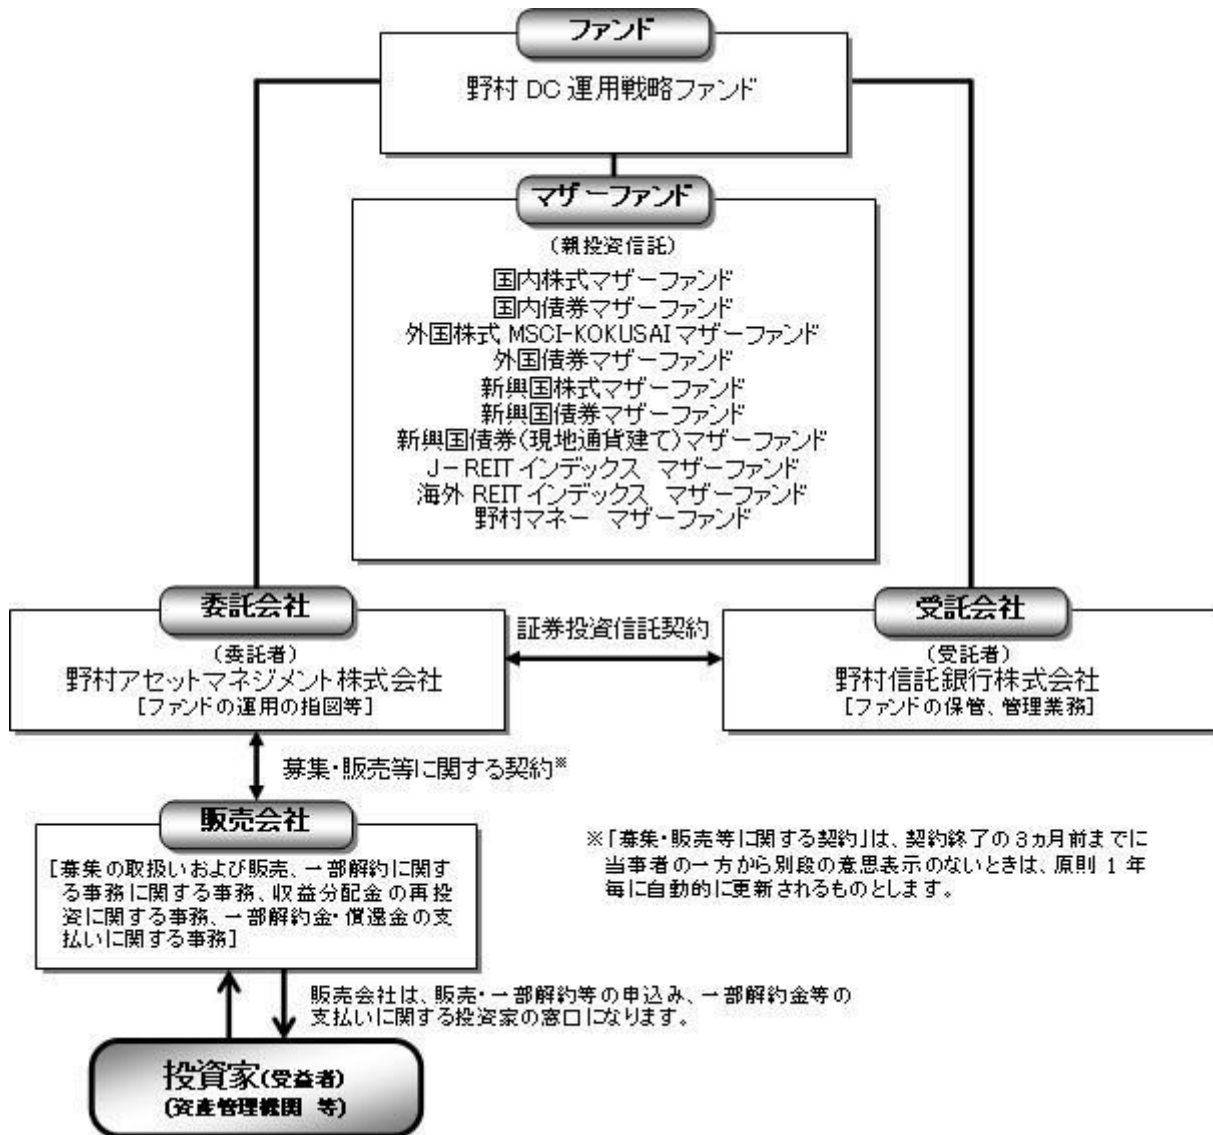 ファンド
野村 DC 運用戦略ファンド
マザーファンド
(親投資信託)
国内株式マザーファンド
国内債券マザーファンド
外国株式 MSCI-KOKUSAI マザーファンド
外国債券マザーファンド
新興国株式マザーファンド
新興国債券マザーファンド
新興国債券(現地通貨建て)マザーファンド
J-REIT インデックス マザーファンド
海外 REIT インデックス マザーファンド
野村マネー マザーファンド
委託会社
(委託者)
野村アセットマネジメント株式会社
[ファンドの運用の指図等]
証券投資信託契約
受託会社
(受託者)
野村信託銀行株式会社
[ファンドの保管、管理業務]
募集・販売等に関する契約※
販売会社
[募集の取扱いおよび販売、一部解約に関す
る事務に関する事務、収益分配金の再投
資に関する事務、一部解約金・償還金の支
払いに関する事務]
※「募集・販売等に関する契約」は、契約終了の3ヵ月前までに
当事者の一方から別段の意思表示のないときは、原則 1 年
毎に自動的に更新されるものとします。
販売会社は、販売・一部解約等の申込み、一部解約金等の
支払いに関する投資家の窓口になります。
投資家(受益者)
(資産管理機関 等)